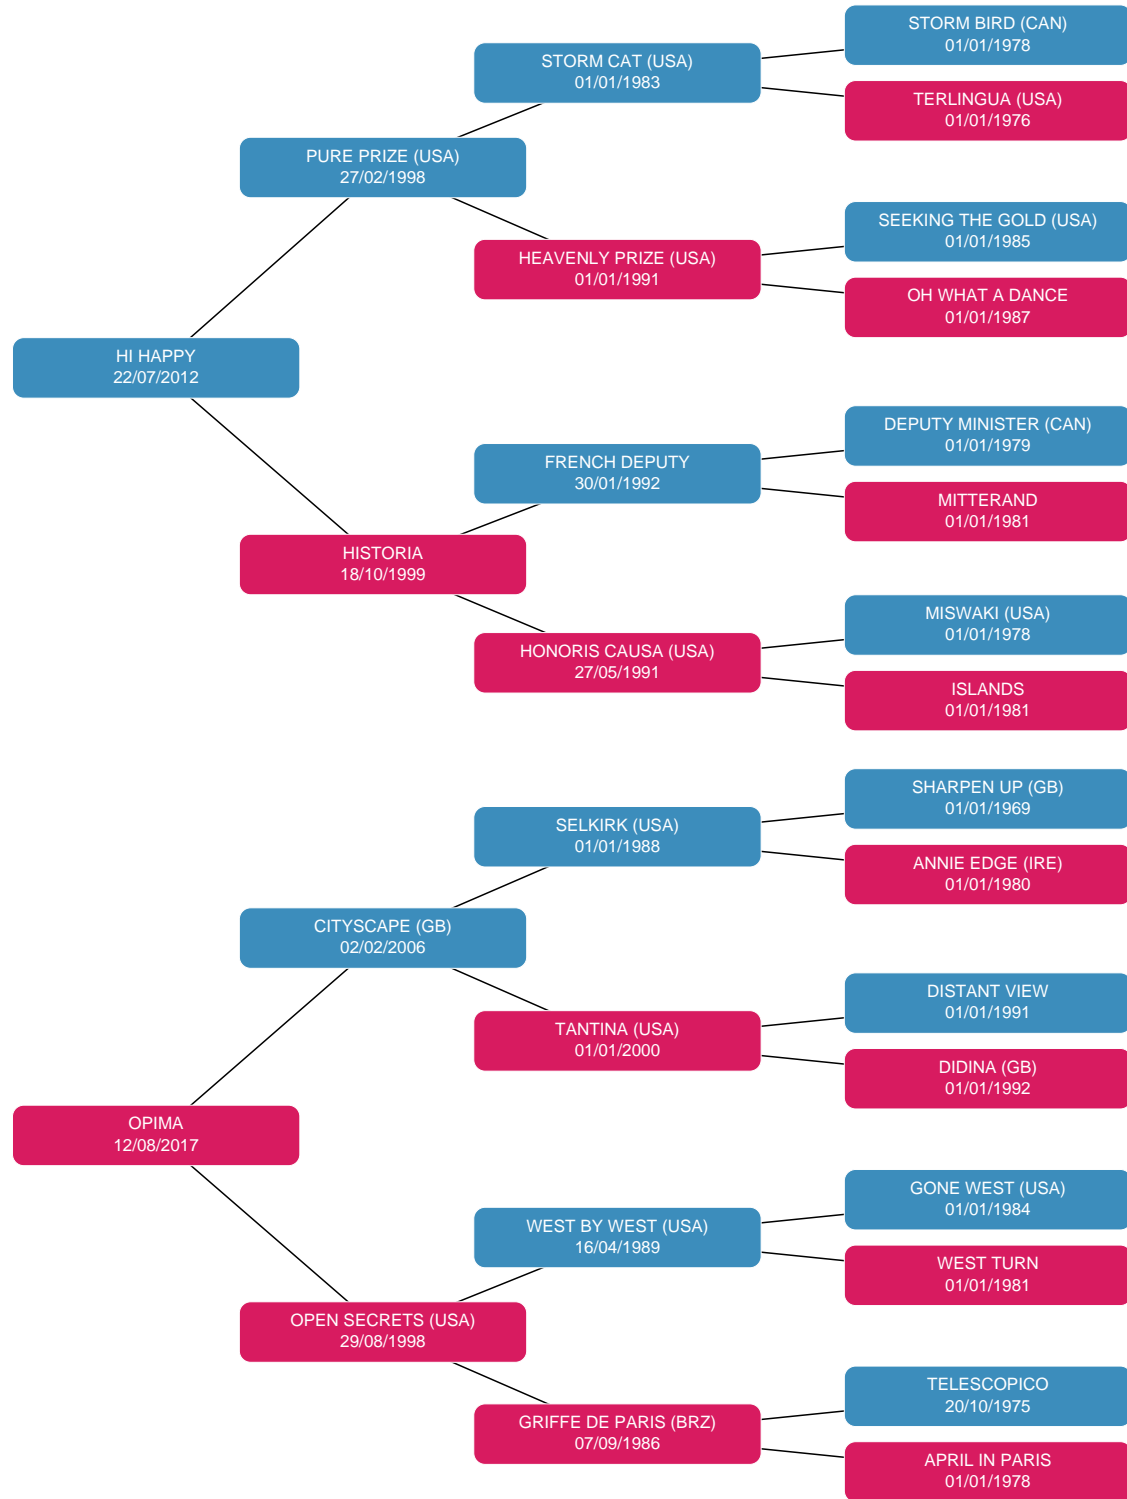 STORM BIRD (CAN)
01/01/1978
STORM CAT (USA)
01/01/1983
TERLINGUA (USA)
01/01/1976
PURE PRIZE (USA)
27/02/1998
SEEKING THE GOLD (USA)
01/01/1985
HEAVENLY PRIZE (USA)
01/01/1991
OH WHAT A DANCE
01/01/1987
HI HAPPY
22/07/2012
DEPUTY MINISTER (CAN)
01/01/1979
FRENCH DEPUTY
30/01/1992
MITTERAND
01/01/1981
HISTORIA
18/10/1999
MISWAKI (USA)
01/01/1978
HONORIS CAUSA (USA)
27/05/1991
ISLANDS
01/01/1981
SHARPEN UP (GB)
01/01/1969
SELKIRK (USA)
01/01/1988
ANNIE EDGE (IRE)
01/01/1980
CITYSCAPE (GB)
02/02/2006
DISTANT VIEW
01/01/1991
TANTINA (USA)
01/01/2000
DIDINA (GB)
01/01/1992
OPIMA
12/08/2017
GONE WEST (USA)
01/01/1984
WEST BY WEST (USA)
16/04/1989
WEST TURN
01/01/1981
OPEN SECRETS (USA)
29/08/1998
TELESCOPICO
20/10/1975
GRIFFE DE PARIS (BRZ)
07/09/1986
APRIL IN PARIS
01/01/1978